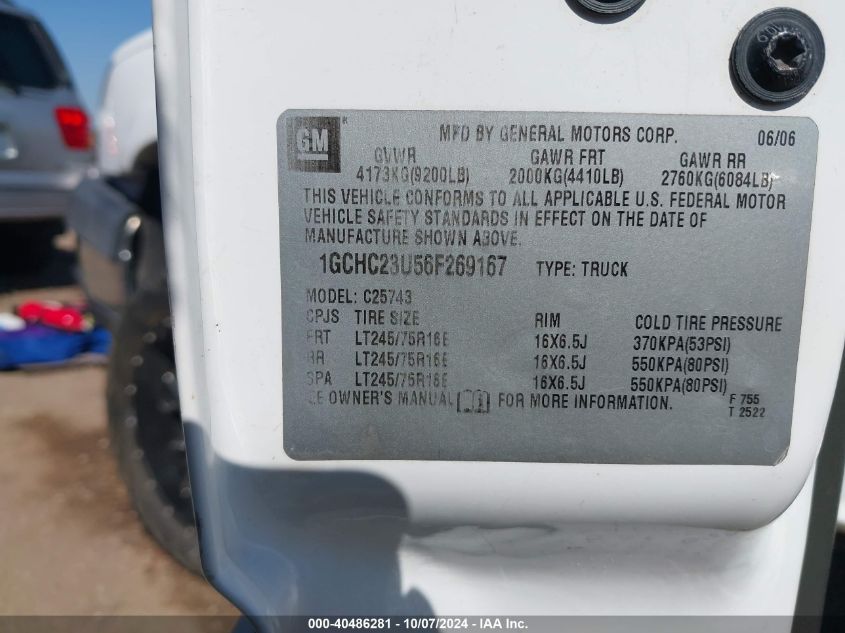 GM
MFD BY GENERAL MOTORS CORP. 06/06
GVWR GAWR FRT GAWR RR
4173KG(9200LB) 2000KG(4410LB) 2760KG(6084LB)
THIS VEHICLE CONFORMS TO ALL APPLICABLE U.S. FEDERAL MOTOR
VEHICLE SAFETY STANDARDS IN EFFECT ON THE DATE OF
MANUFACTURE SHOWN ABOVE.
1GCHC23U56F269167 TYPE: TRUCK
MODEL: C25743
CPJS TIRE SIZE RIM COLD TIRE PRESSURE
FRT LT245/75R16E 16X6.5J 370KPA(53PSI)
RR LT245/75R16E 16X6.5J 550KPA(80PSI)
SPA LT245/75R16E 16X6.5J 550KPA(80PSI)
OWNER'S MANUAL FOR MORE INFORMATION.
F 755
T 2522
000-40486281 - 10/07/2024 - IAA Inc.